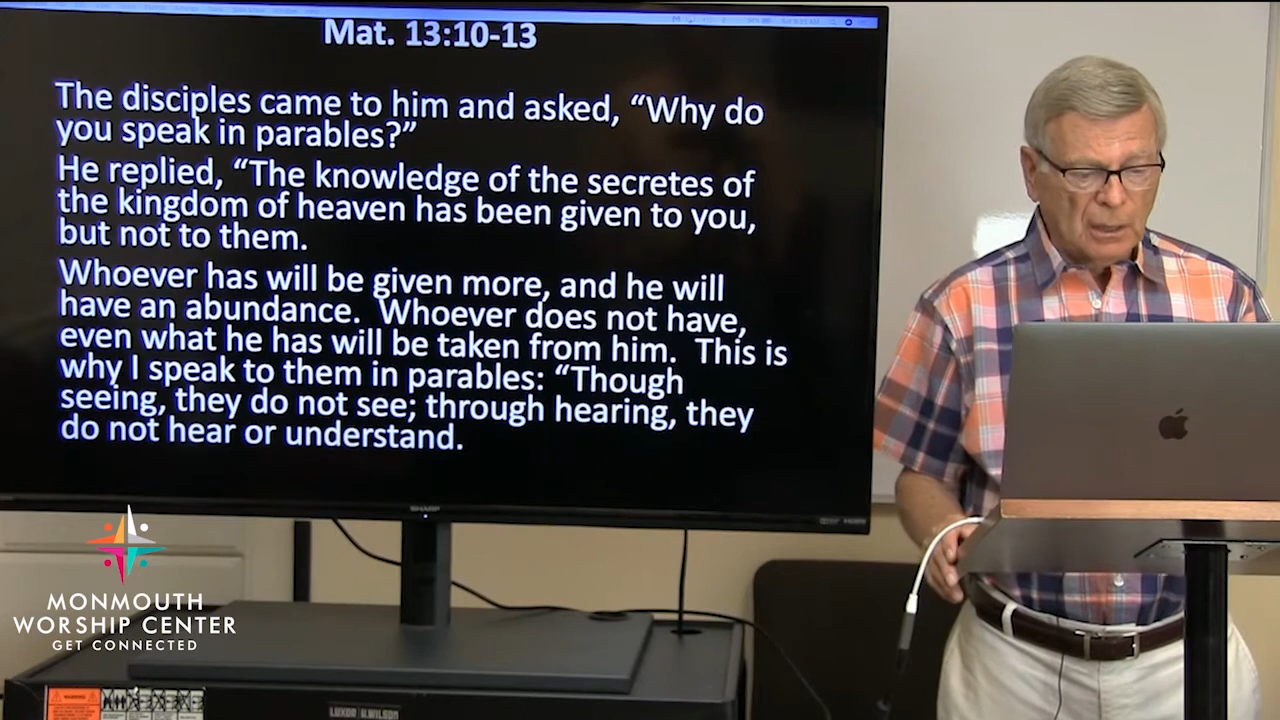 Mat. 13:10-13
The disciples came to him and asked, “Why do
you speak in parables?”
He replied, “The knowledge of the secretes of
the kingdom of heaven has been given to you,
but not to them.
Whoever has will be given more, and he will
have an abundance.  Whoever does not have,
even what he has will be taken from him.  This is
why I speak to them in parables: “Though
seeing, they do not see; through hearing, they
do not hear or understand.
SHARP
MONMOUTH
WORSHIP CENTER
GET CONNECTED
WARNING
LUXOR H.WILSON